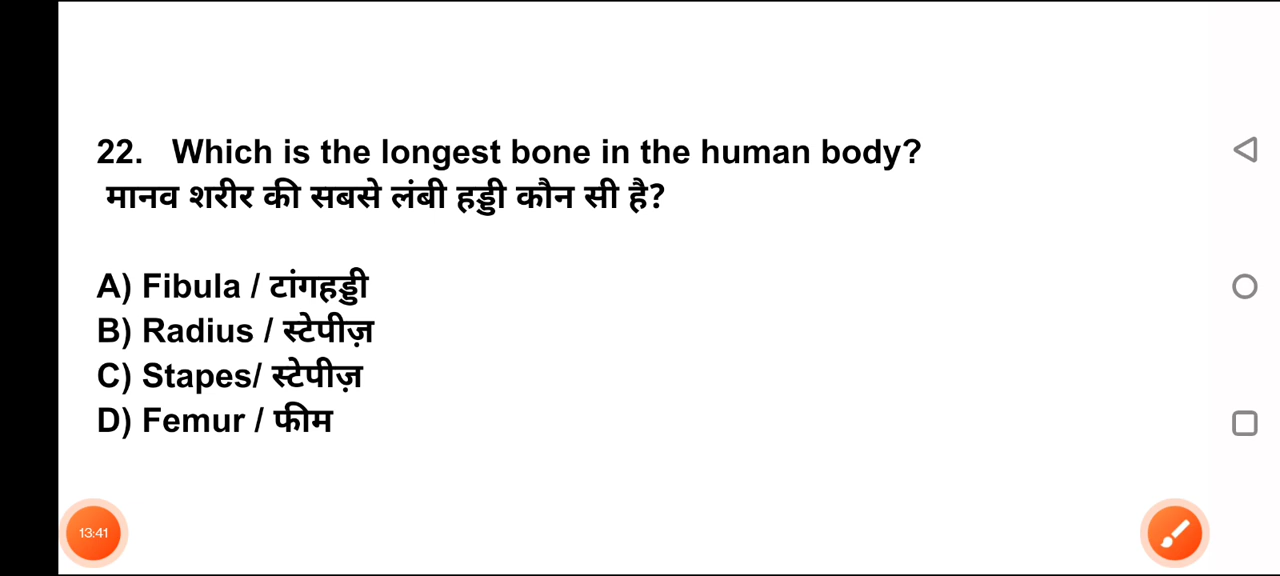 22. Which is the longest bone in the human body?
मानव शरीर की सबसे लंबी हड्डी कौन सी है?
A) Fibula / टांगहड्डी
B) Radius / स्टेपीज़
C) Stapes/ स्टेपीज़
D) Femur / फीम
13:41